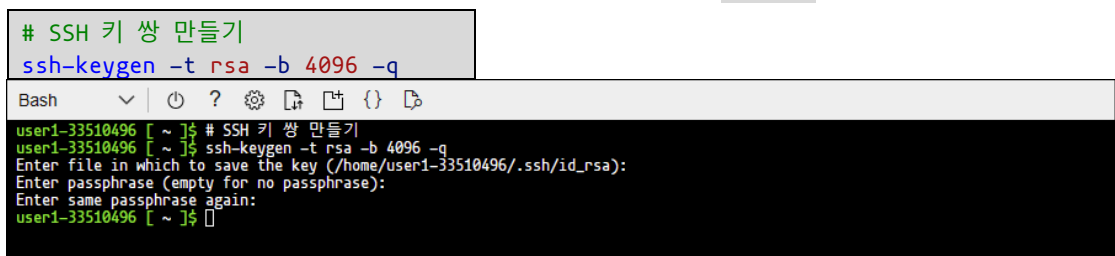 # SSH 키 쌍 만들기
ssh-keygen -t rsa -b 4096 -q
Bash
user1-33510496 [ ~ ]$ # SSH 키 쌍 만들기
user1-33510496 [ ~ ]$ ssh-keygen -t rsa -b 4096 -q
Enter file in which to save the key (/home/user1-33510496/.ssh/id_rsa):
Enter passphrase (empty for no passphrase):
Enter same passphrase again:
user1-33510496 [ ~ ]$